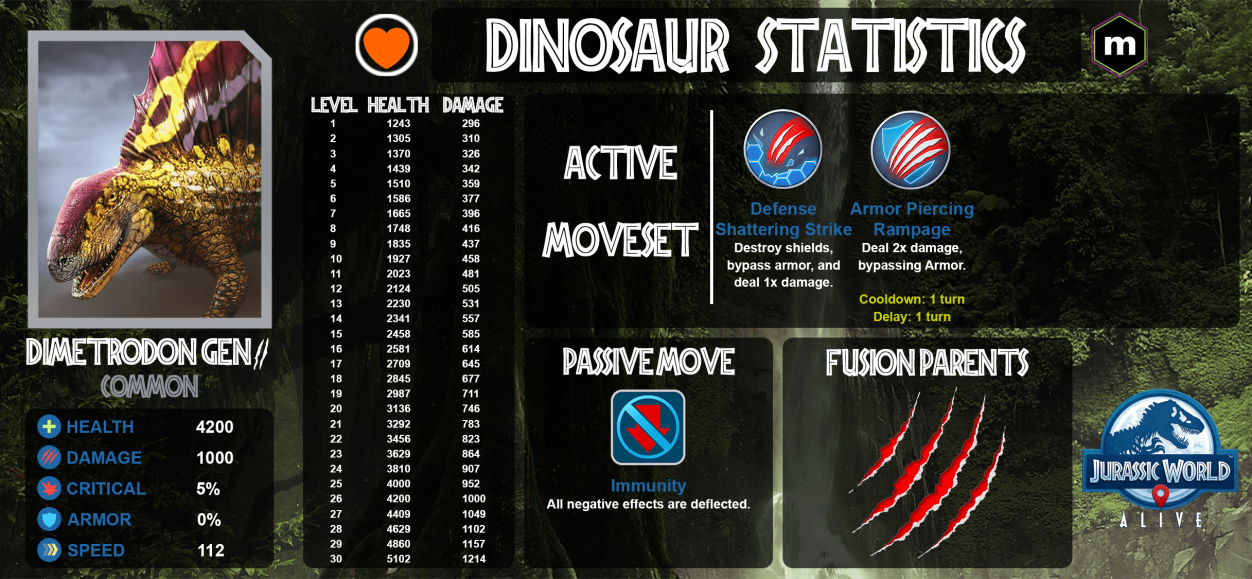 DINOSAUR STATISTICS
m
DIMETRODON GEN II
COMMON
HEALTH 4200
DAMAGE 1000
CRITICAL 5%
ARMOR 0%
SPEED 112
LEVEL HEALTH DAMAGE
1 1243 296
2 1305 310
3 1370 326
4 1439 342
5 1510 359
6 1586 377
7 1665 396
8 1748 416
9 1835 437
10 1927 458
11 2023 481
12 2124 505
13 2230 531
14 2341 557
15 2458 585
16 2581 614
17 2709 645
18 2845 677
19 2987 711
20 3136 746
21 3292 783
22 3456 823
23 3629 864
24 3810 907
25 4000 952
26 4200 1000
27 4409 1049
28 4629 1102
29 4860 1157
30 5102 1214
ACTIVE
MOVESET
Defense
Shattering Strike
Destroy shields,
bypass armor, and
deal 1x damage.
Armor Piercing
Rampage
Deal 2x damage,
bypassing Armor.
Cooldown: 1 turn
Delay: 1 turn
PASSIVE MOVE
Immunity
All negative effects are deflected.
FUSION PARENTS
JURASSIC WORLD
ALIVE